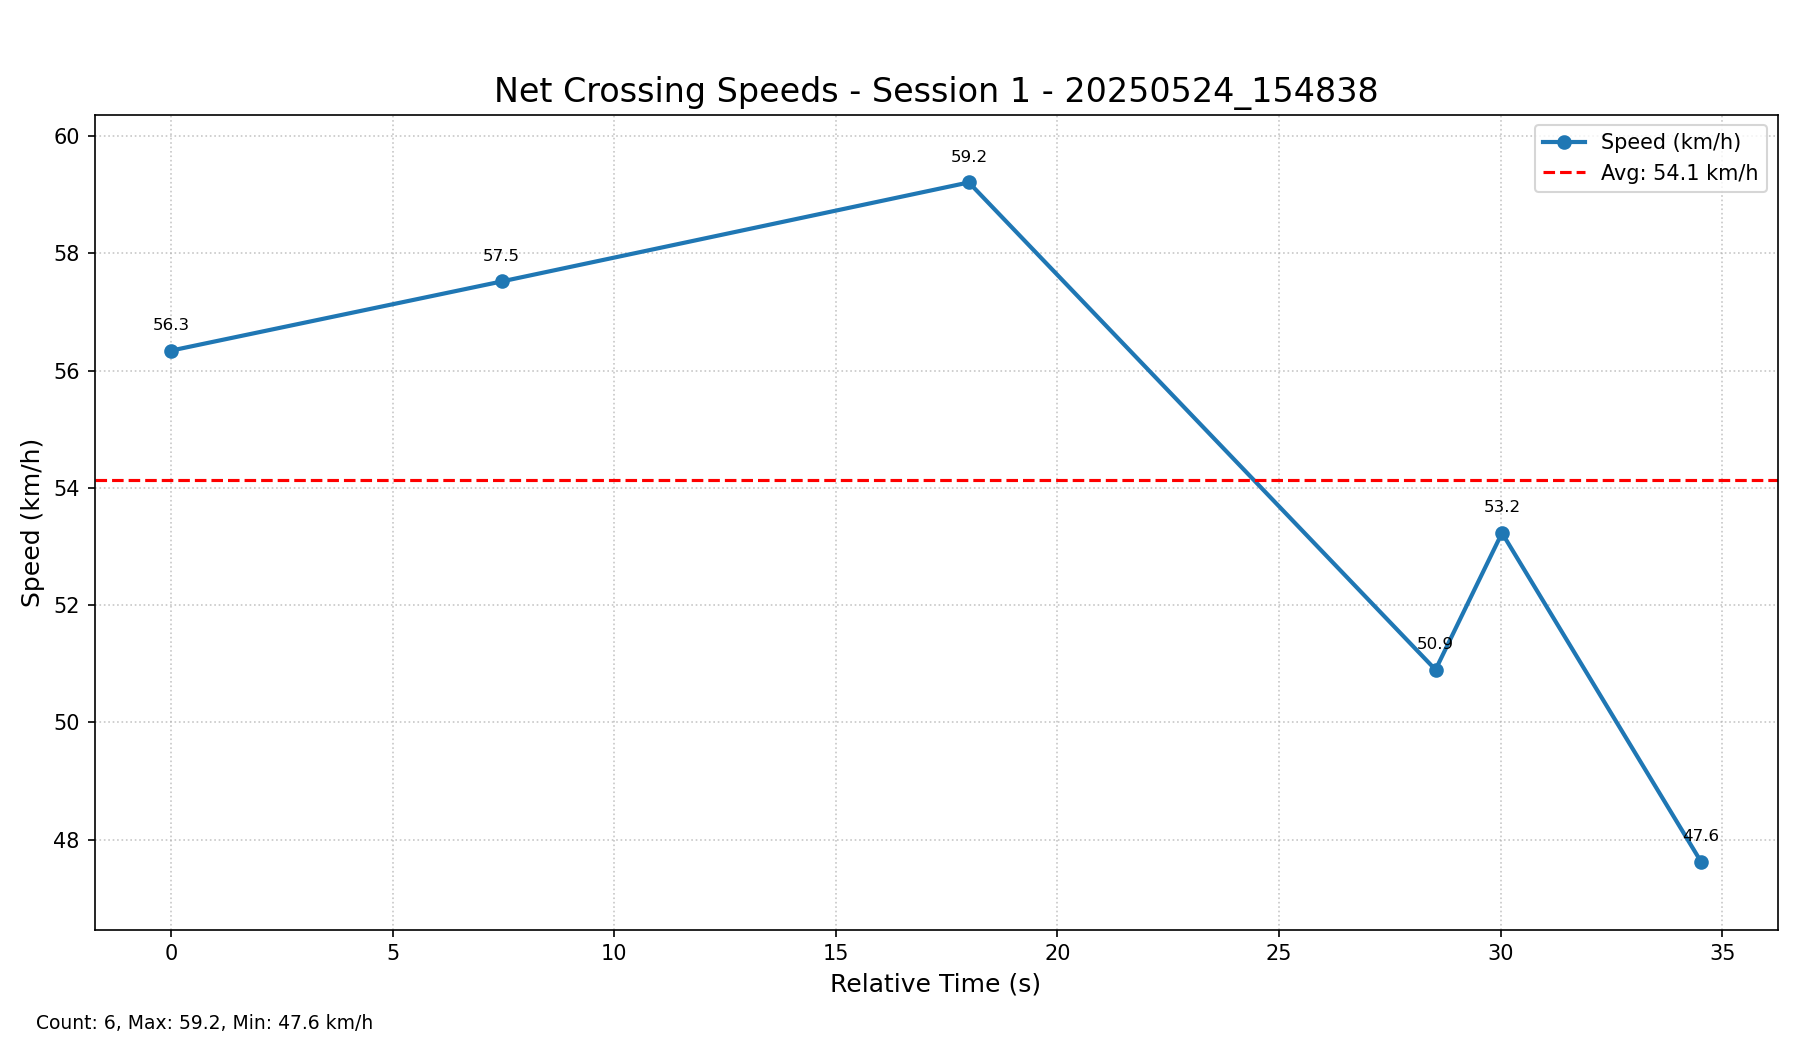 Net Crossing Speeds - Session 1 - 20250524_154838
Speed (km/h)
Avg: 54.1 km/h
60
58
56
54
52
50
48
Speed (km/h)
56.3
57.5
59.2
50.9
53.2
47.6
0 5 10 15 20 25 30 35
Relative Time (s)
Count: 6, Max: 59.2, Min: 47.6 km/h